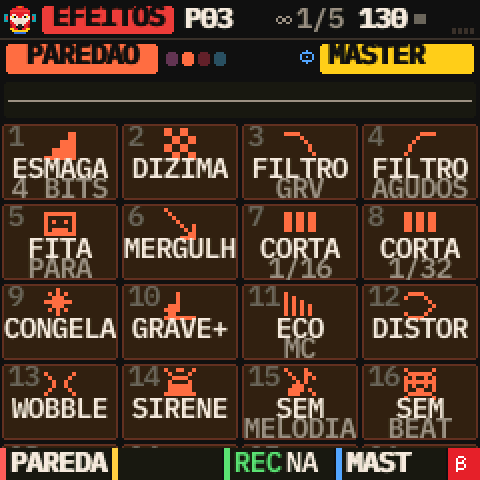 EFEITOS P03 ∞1/5 130
PAREDAO MASTER
1 2 3 4
ESMAGA DIZIMA FILTRO FILTRO
4 BITS GRV AGUDOS
5 6 7 8
FITA MERGULH CORTA CORTA
PARA 1/16 1/32
9 10 11 12
CONGELA GRAVE+ ECO DISTOR
MC
13 14 15 16
WOBBLE SIRENE SEM SEM
MELODIA BEAT
PAREDA REC NA MAST β